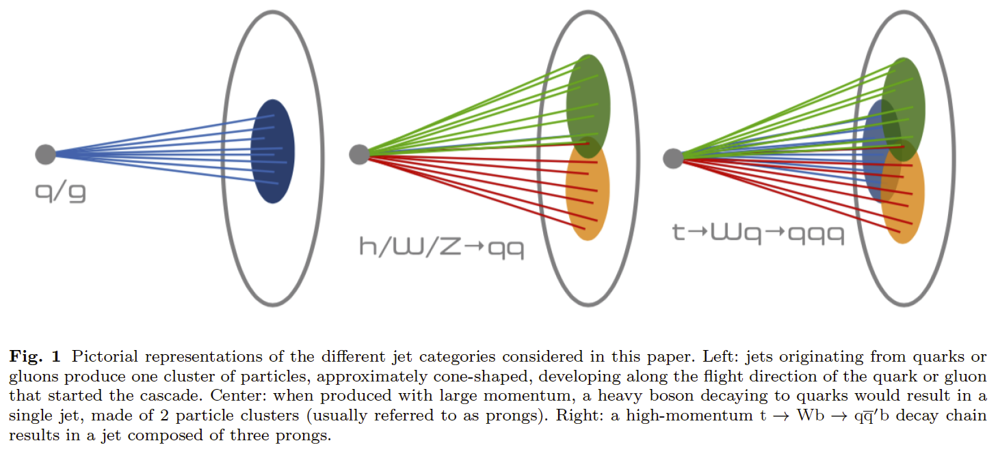 q/g
h/W/Z→qq
t→Wq→qqq
Fig. 1 Pictorial representations of the different jet categories considered in this paper. Left: jets originating from quarks or
gluons produce one cluster of particles, approximately cone-shaped, developing along the flight direction of the quark or gluon
that started the cascade. Center: when produced with large momentum, a heavy boson decaying to quarks would result in a
single jet, made of 2 particle clusters (usually referred to as prongs). Right: a high-momentum t → Wb → qq̅′b decay chain
results in a jet composed of three prongs.